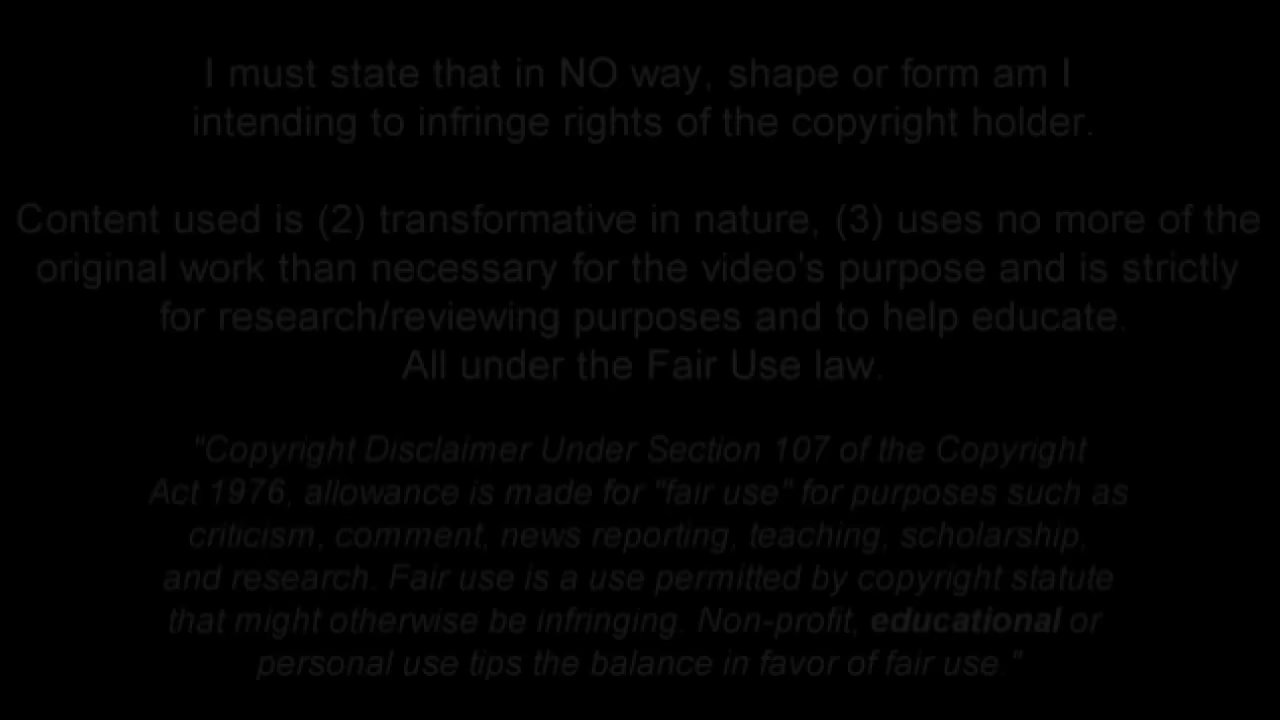 I must state that in NO way, shape or form am I
intending to infringe rights of the copyright holder.
Content used is (2) transformative in nature, (3) uses no more of the
original work than necessary for the video's purpose and is strictly
for research/reviewing purposes and to help educate.
All under the Fair Use law.
"Copyright Disclaimer Under Section 107 of the Copyright
Act 1976, allowance is made for "fair use" for purposes such as
criticism, comment, news reporting, teaching, scholarship,
and research. Fair use is a use permitted by copyright statute
that might otherwise be infringing. Non-profit, educational or
personal use tips the balance in favor of fair use."